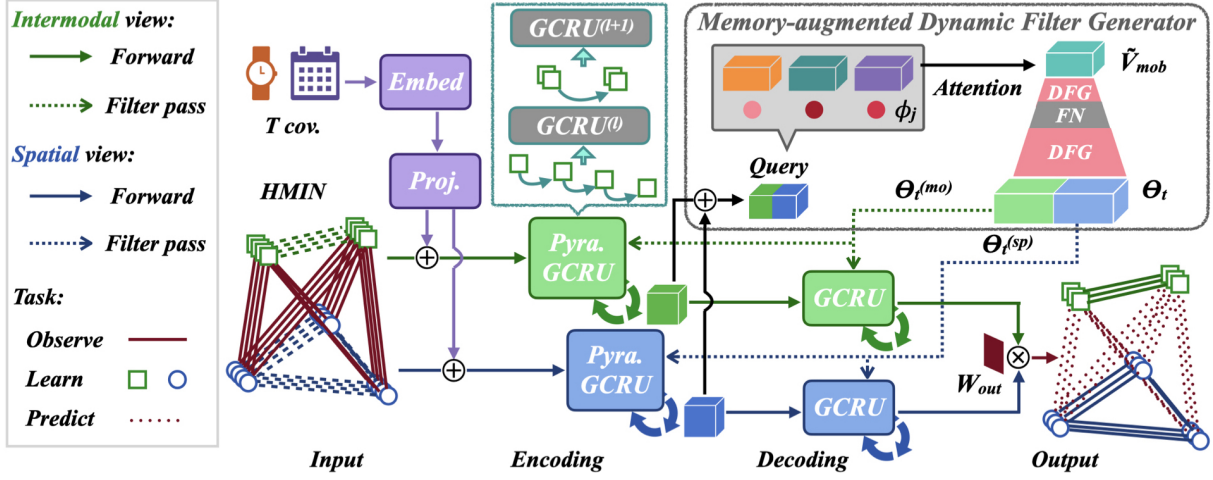 Intermodal view:
Forward
Filter pass
Spatial view:
Forward
Filter pass
Task:
Observe
Learn
Predict
T cov.
Embed
Proj.
HMIN
GCRU(l+1)
GCRU(l)
Pyra.
GCRU
Pyra.
GCRU
Memory-augmented Dynamic Filter Generator
ϕj
Attention
Query
Ṽmob
DFG
FN
DFG
Θt
Θt(mo)
Θt(sp)
GCRU
GCRU
Wout
Input
Encoding
Decoding
Output